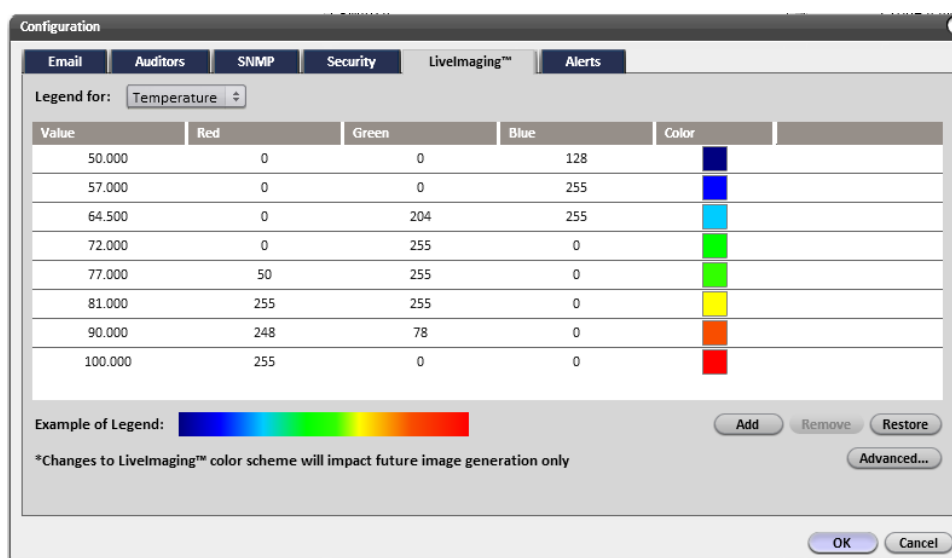 Configuration
Email Auditors SNMP Security LiveImaging™ Alerts
Legend for: Temperature
Value Red Green Blue Color
50.000 0 0 128
57.000 0 0 255
64.500 0 204 255
72.000 0 255 0
77.000 50 255 0
81.000 255 255 0
90.000 248 78 0
100.000 255 0 0
Example of Legend: Add Remove Restore
*Changes to LiveImaging™ color scheme will impact future image generation only Advanced...
OK Cancel